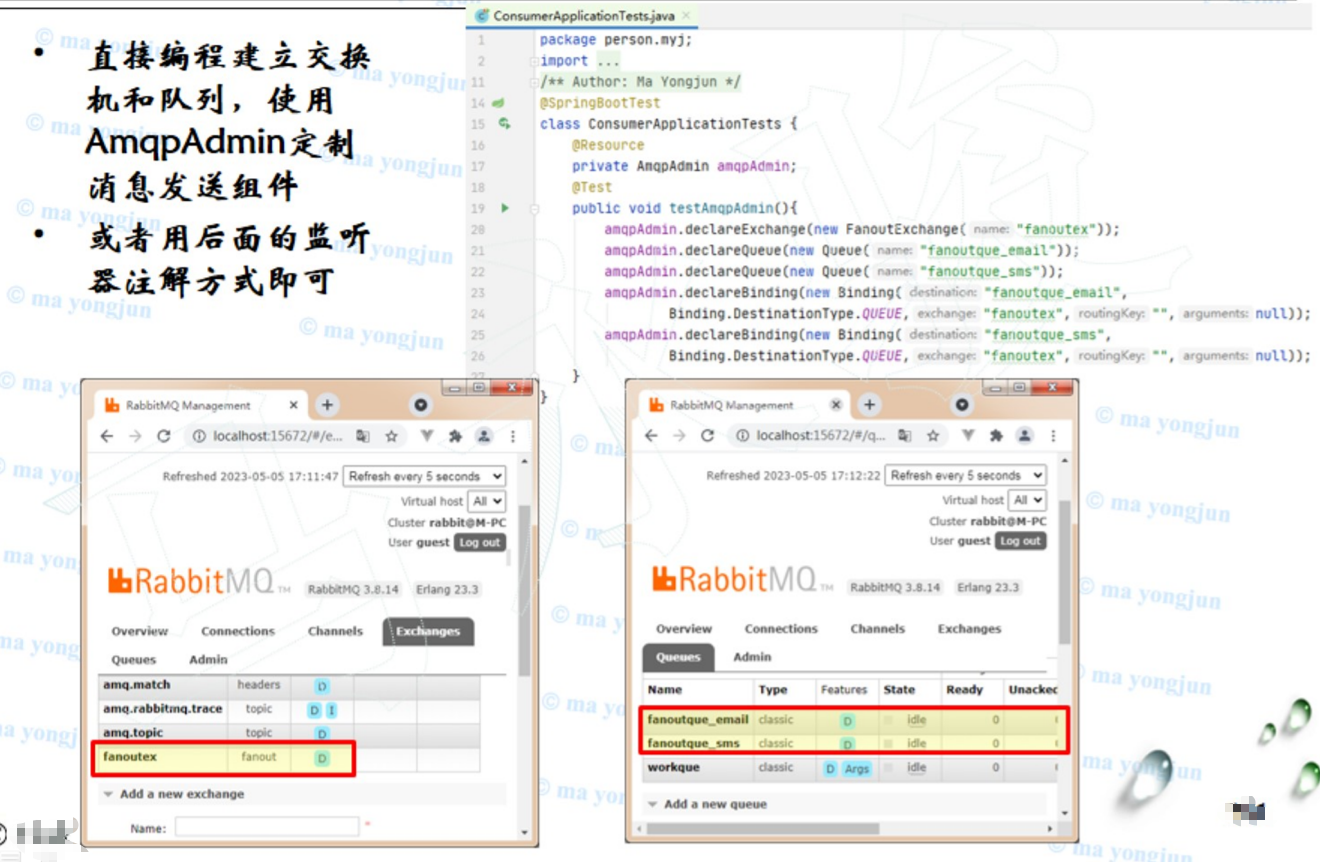 • 直接编程建立交换
机和队列，使用
AmqpAdmin定制
消息发送组件
• 或者用后面的监听
器注解方式即可
ConsumerApplicationTests.java
1 package person.myj;
2 import ...
11 /** Author: Ma Yongjun */
14 @SpringBootTest
15 class ConsumerApplicationTests {
16 @Resource
17 private AmqpAdmin amqpAdmin;
18 @Test
19 public void testAmqpAdmin(){
20 amqpAdmin.declareExchange(new FanoutExchange( name: "fanoutex"));
21 amqpAdmin.declareQueue(new Queue( name: "fanoutque_email"));
22 amqpAdmin.declareQueue(new Queue( name: "fanoutque_sms"));
23 amqpAdmin.declareBinding(new Binding( destination: "fanoutque_email",
24 Binding.DestinationType.QUEUE, exchange: "fanoutex", routingKey: "", arguments: null));
25 amqpAdmin.declareBinding(new Binding( destination: "fanoutque_sms",
26 Binding.DestinationType.QUEUE, exchange: "fanoutex", routingKey: "", arguments: null));
27 }
}
RabbitMQ Management
localhost:15672/#/e...
Refreshed 2023-05-05 17:11:47 Refresh every 5 seconds
Virtual host All
Cluster rabbit@M-PC
User guest Log out
RabbitMQ TM RabbitMQ 3.8.14 Erlang 23.3
Overview Connections Channels Exchanges
Queues Admin
amq.match headers D
amq.rabbitmq.trace topic D I
amq.topic topic D
fanoutex fanout D
Add a new exchange
Name: *
RabbitMQ Management
localhost:15672/#/q...
Refreshed 2023-05-05 17:12:22 Refresh every 5 seconds
Virtual host All
Cluster rabbit@M-PC
User guest Log out
RabbitMQ TM RabbitMQ 3.8.14 Erlang 23.3
Overview Connections Channels Exchanges
Queues Admin
Name Type Features State Ready Unacked
fanoutque_email classic D idle 0
fanoutque_sms classic D idle 0
workque classic D Args idle 0
Add a new queue
© ma yongjun
© ma yongjun
© ma yongjun
© ma yongjun
© ma yongjun
© ma yongjun